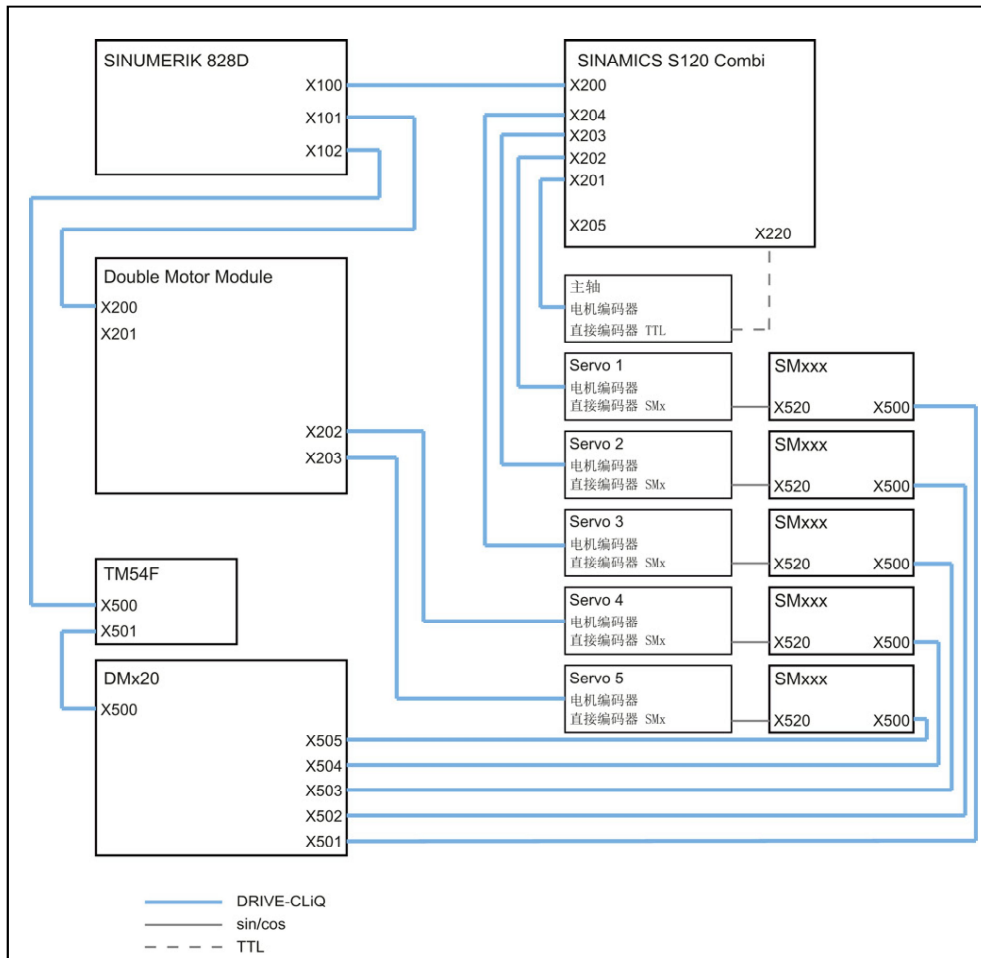 SINUMERIK 828D
X100
X101
X102
SINAMICS S120 Combi
X200
X204
X203
X202
X201
X205
X220
Double Motor Module
X200
X201
X202
X203
主轴
电机编码器
直接编码器 TTL
Servo 1
电机编码器
直接编码器 SMx
SMxxx
X520 X500
Servo 2
电机编码器
直接编码器 SMx
SMxxx
X520 X500
Servo 3
电机编码器
直接编码器 SMx
SMxxx
X520 X500
Servo 4
电机编码器
直接编码器 SMx
SMxxx
X520 X500
Servo 5
电机编码器
直接编码器 SMx
SMxxx
X520 X500
TM54F
X500
X501
DMx20
X500
X505
X504
X503
X502
X501
DRIVE-CLiQ
sin/cos
TTL